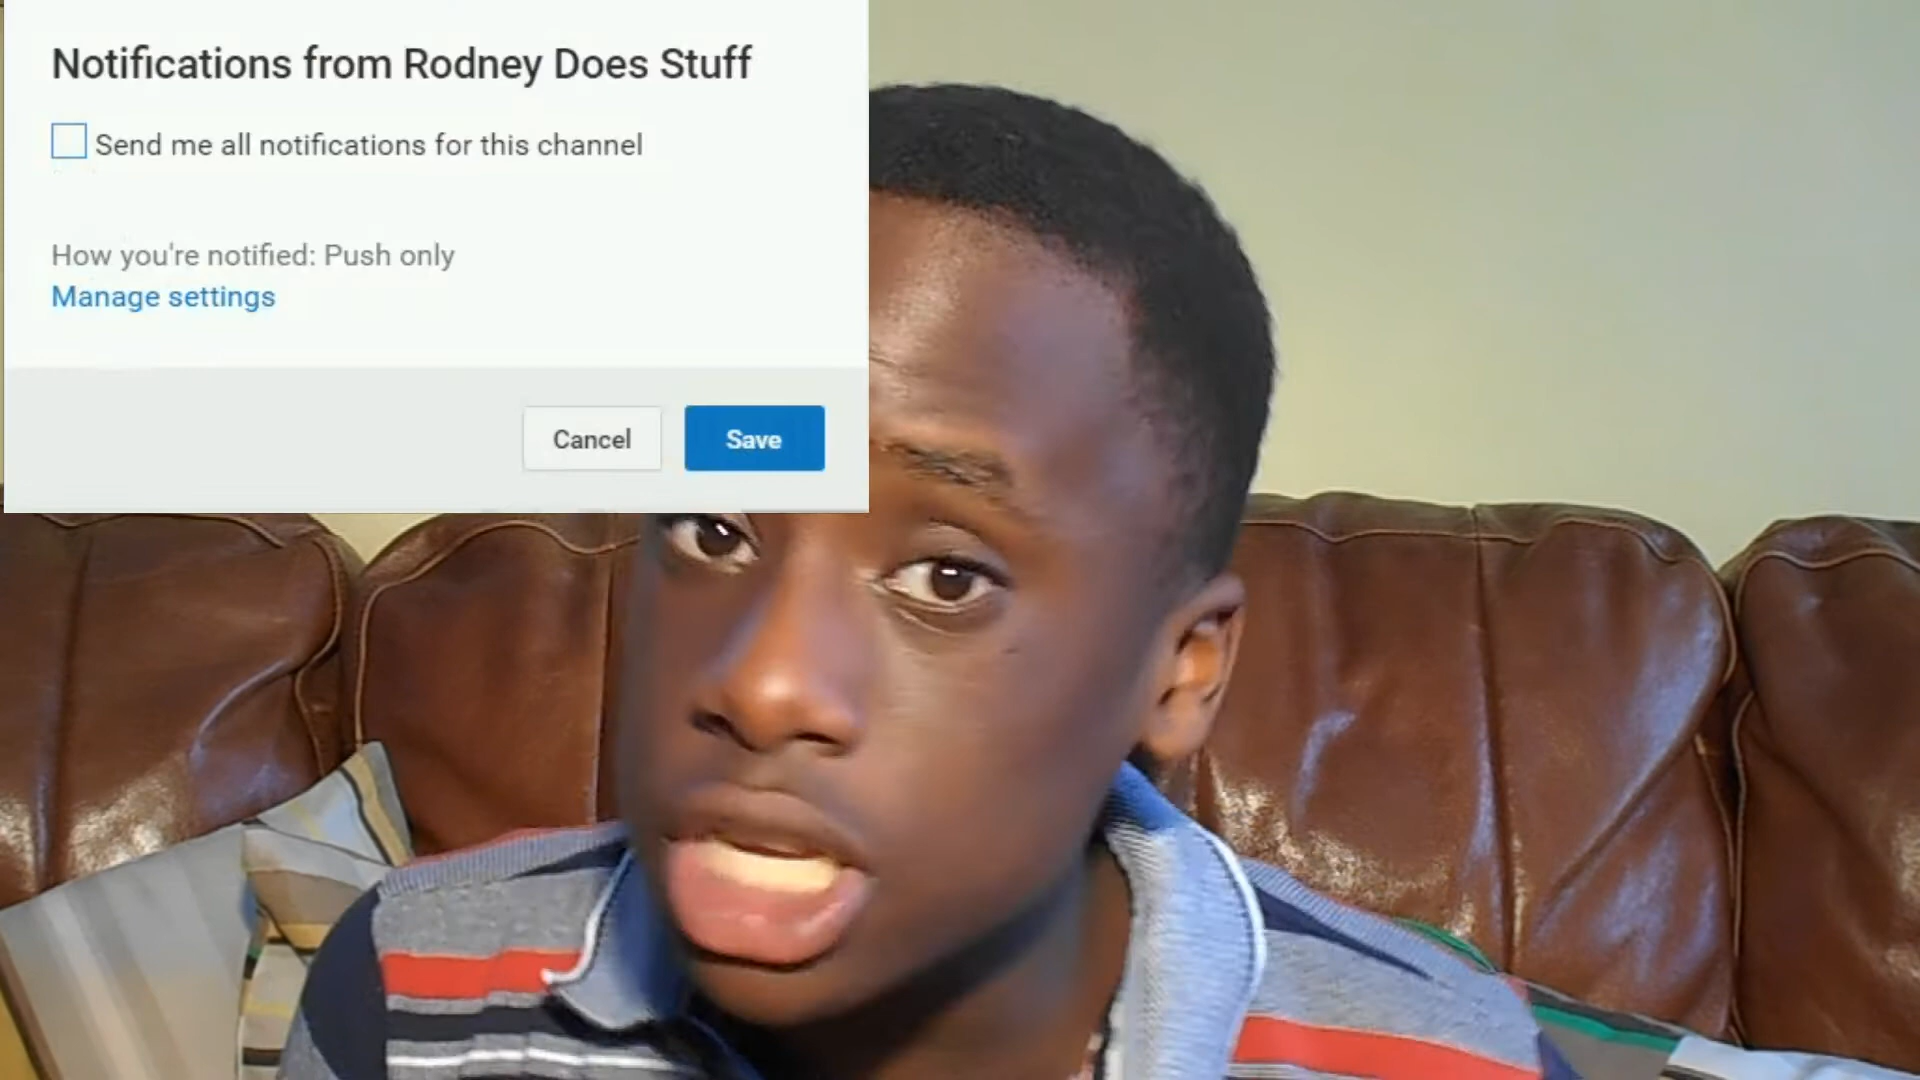 Notifications from Rodney Does Stuff
Send me all notifications for this channel
How you're notified: Push only
Manage settings
Cancel
Save